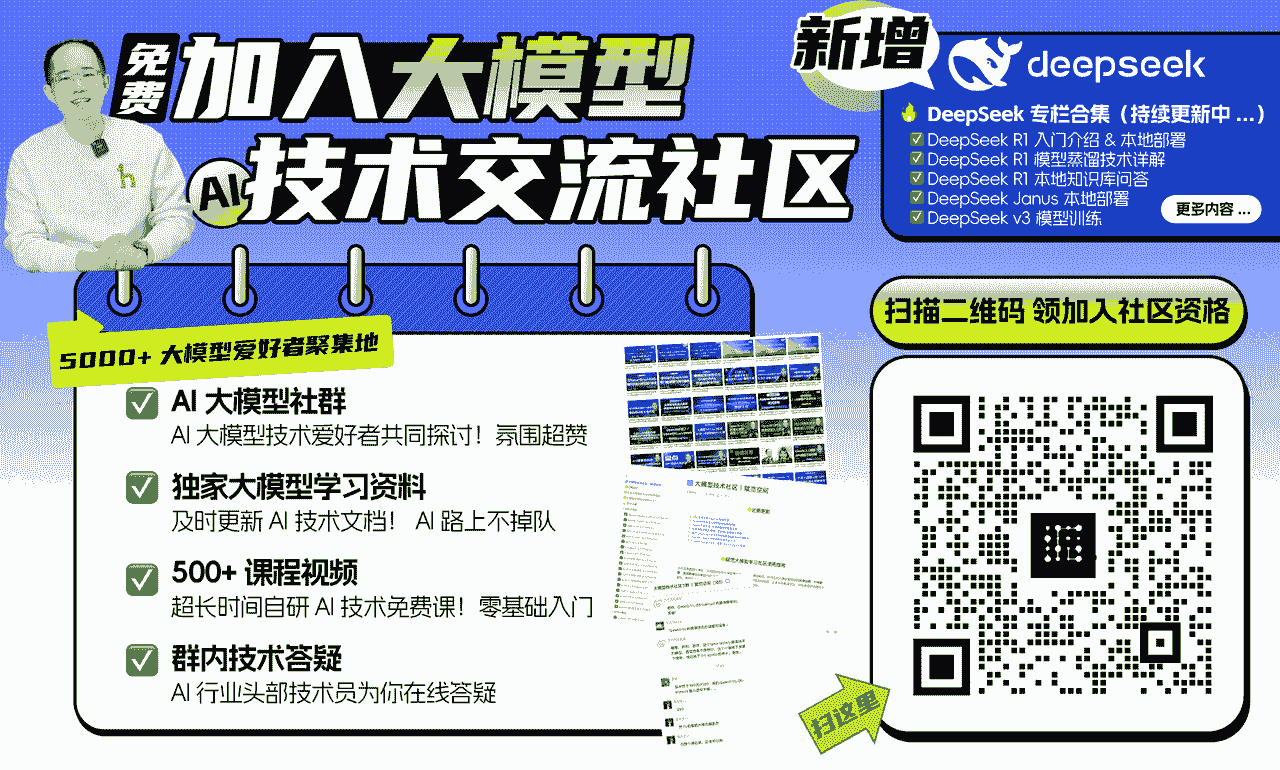 免费
加入大模型
AI技术交流社区
新增
deepseek
DeepSeek 专栏合集（持续更新中 ...）
DeepSeek R1 入门介绍 & 本地部署
DeepSeek R1 模型蒸馏技术详解
DeepSeek R1 本地知识库问答
DeepSeek Janus 本地部署
DeepSeek v3 模型训练
更多内容 ...
5000+ 大模型爱好者聚集地
AI 大模型社群
AI 大模型技术爱好者共同探讨！氛围超赞
独家大模型学习资料
及时更新 AI 技术文档！ AI 路上不掉队
500+ 课程视频
超长时间自研 AI 技术免费课！零基础入门
群内技术答疑
AI 行业头部技术员为你在线答疑
扫描二维码 领加入社区资格
扫这里